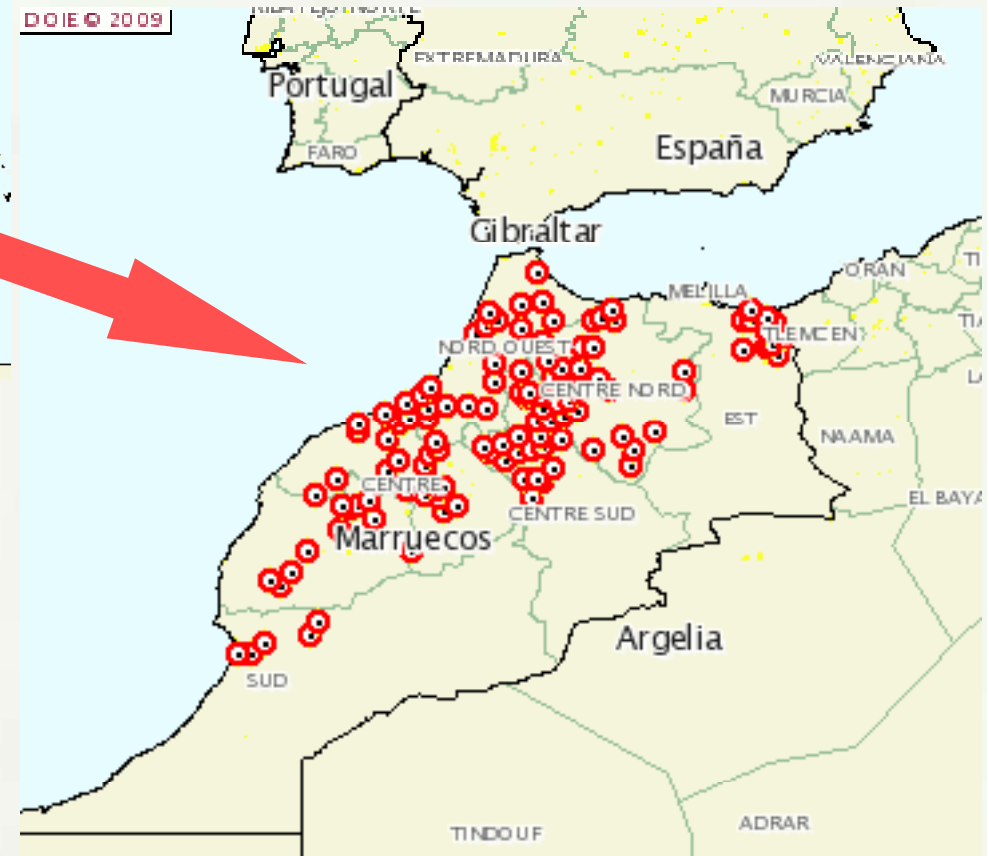 DOIE© 2009
EXTREMADURA
VALENCIANA
Portugal
MURCIA
FARO
España
Gibraltar
ORAN
MELILLA
TLEMCEN
NORD OUEST
CENTRE NORD
EST
NAAMA
CENTRE
EL BAYA
CENTRE SUD
Marruecos
Argelia
SUD
TINDOUF
ADRAR